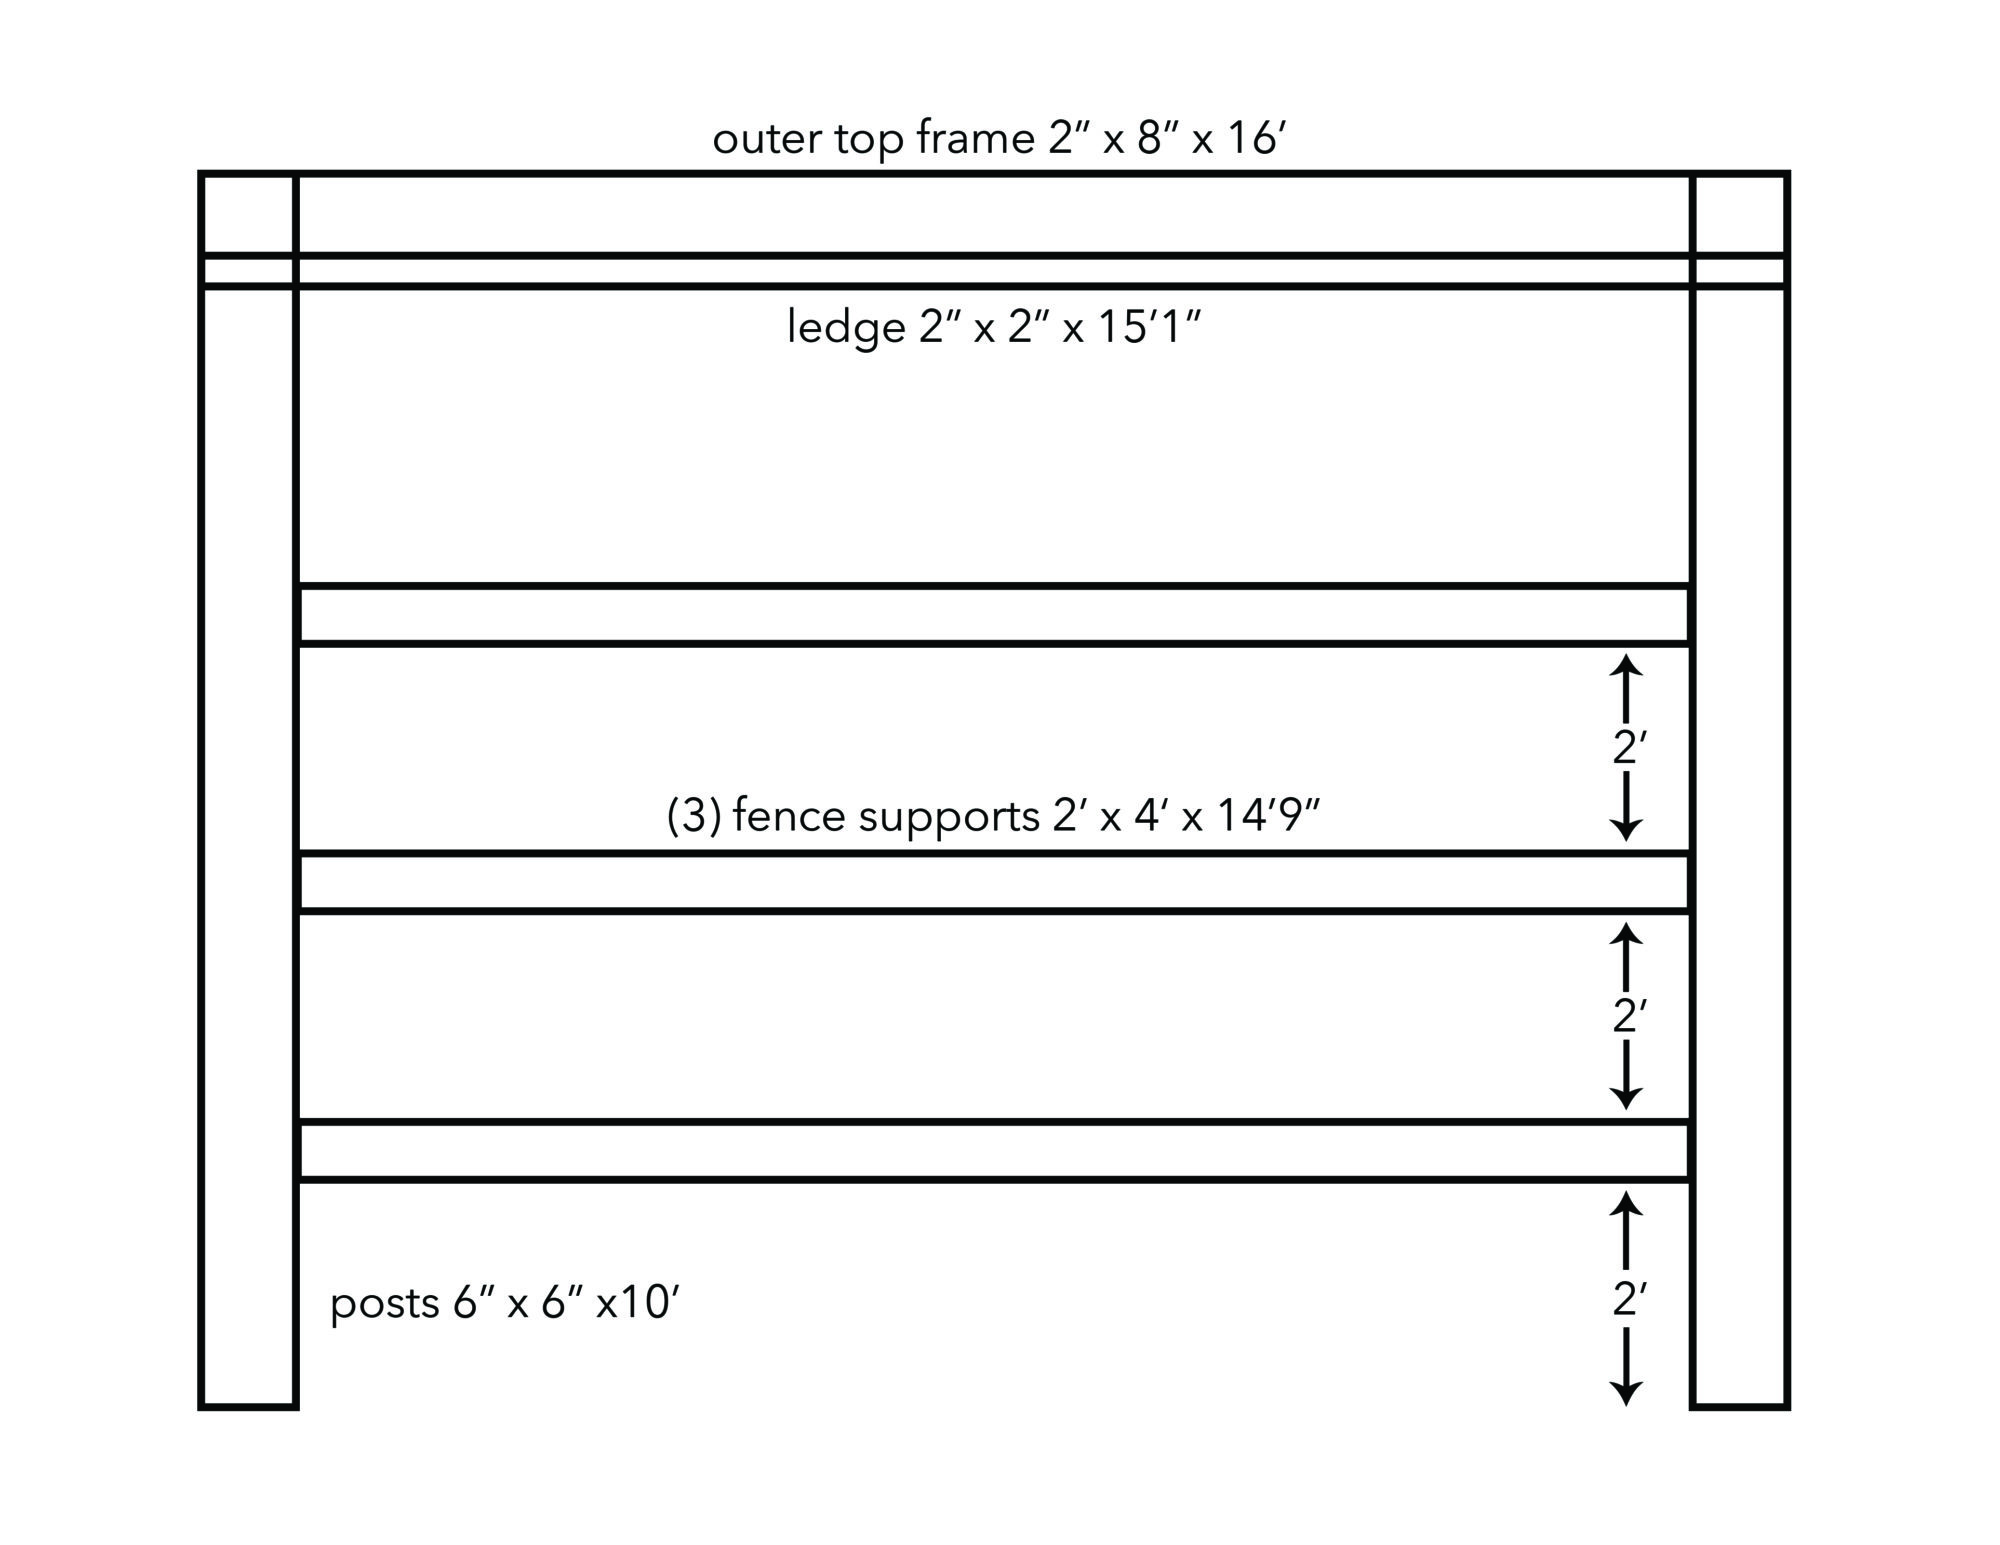 outer top frame 2” x 8” x 16’
ledge 2” x 2” x 15’1”
2’
(3) fence supports 2’ x 4’ x 14’9”
2’
posts 6” x 6” x10’
2’